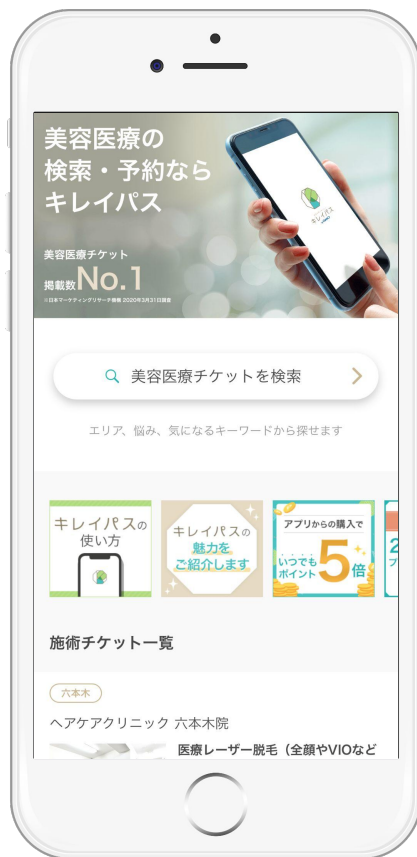 美容医療の
検索・予約なら
キレイパス
キレイパス
美容医療チケット
掲載数No.1
※日本マーケティングリサーチ機構 2020年3月31日調査
美容医療チケットを検索
エリア、悩み、気になるキーワードから探せます
キレイパスの
使い方
キレイパスの
魅力を
ご紹介します
アプリからの購入で
いつでも
ポイント
5倍
2
プ
施術チケット一覧
六本木
ヘアケアクリニック 六本木院
医療レーザー脱毛（全顔やVIOなど